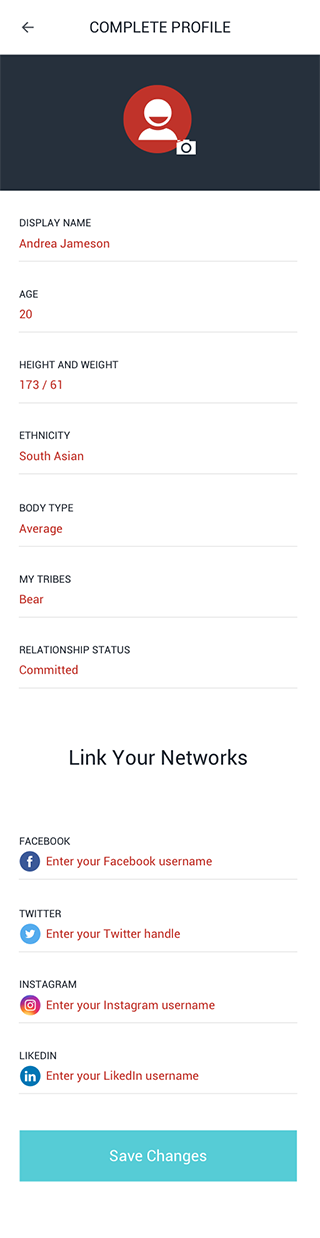 COMPLETE PROFILE
DISPLAY NAME
Andrea Jameson
AGE
20
HEIGHT AND WEIGHT
173 / 61
ETHNICITY
South Asian
BODY TYPE
Average
MY TRIBES
Bear
RELATIONSHIP STATUS
Committed
Link Your Networks
FACEBOOK
Enter your Facebook username
TWITTER
Enter your Twitter handle
INSTAGRAM
Enter your Instagram username
LIKEDIN
Enter your LikedIn username
Save Changes